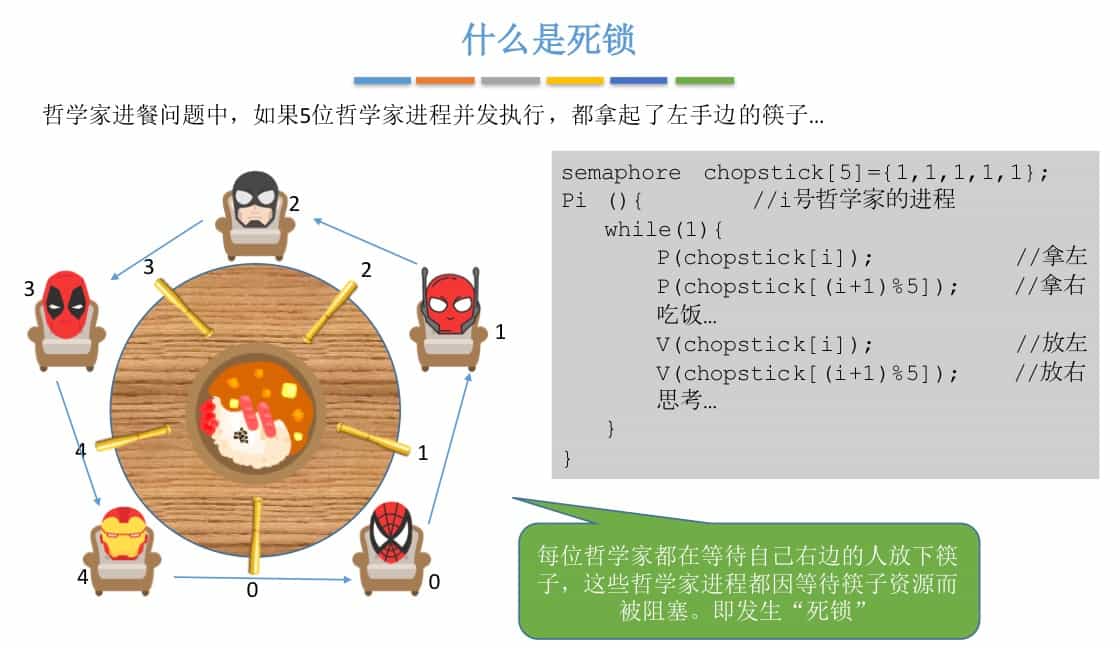 什么是死锁
哲学家进餐问题中，如果5位哲学家进程并发执行，都拿起了左手边的筷子…
2
3
2
3
1
4
1
4
0
0
semaphore chopstick[5]={1,1,1,1,1};
Pi (){ //i号哲学家的进程
while(1){
P(chopstick[i]); //拿左
P(chopstick[(i+1)%5]); //拿右
吃饭…
V(chopstick[i]); //放左
V(chopstick[(i+1)%5]); //放右
思考…
}
}
每位哲学家都在等待自己右边的人放下筷
子，这些哲学家进程都因等待筷子资源而
被阻塞。即发生“死锁”